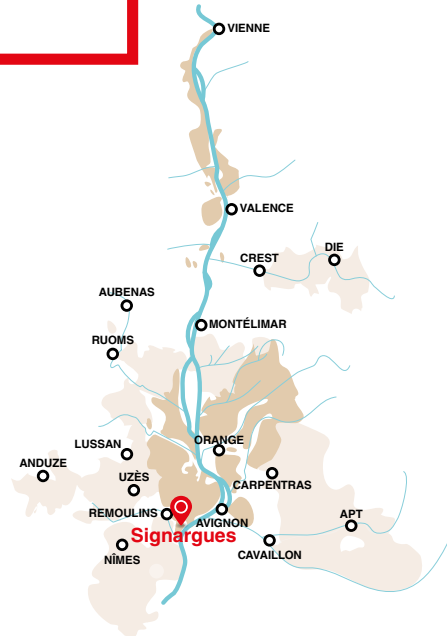 VIENNE
VALENCE
DIE
CREST
AUBENAS
MONTÉLIMAR
RUOMS
ORANGE
LUSSAN
ANDUZE
UZÈS
CARPENTRAS
REMOULINS
AVIGNON
APT
Signargues
CAVAILLON
NÎMES